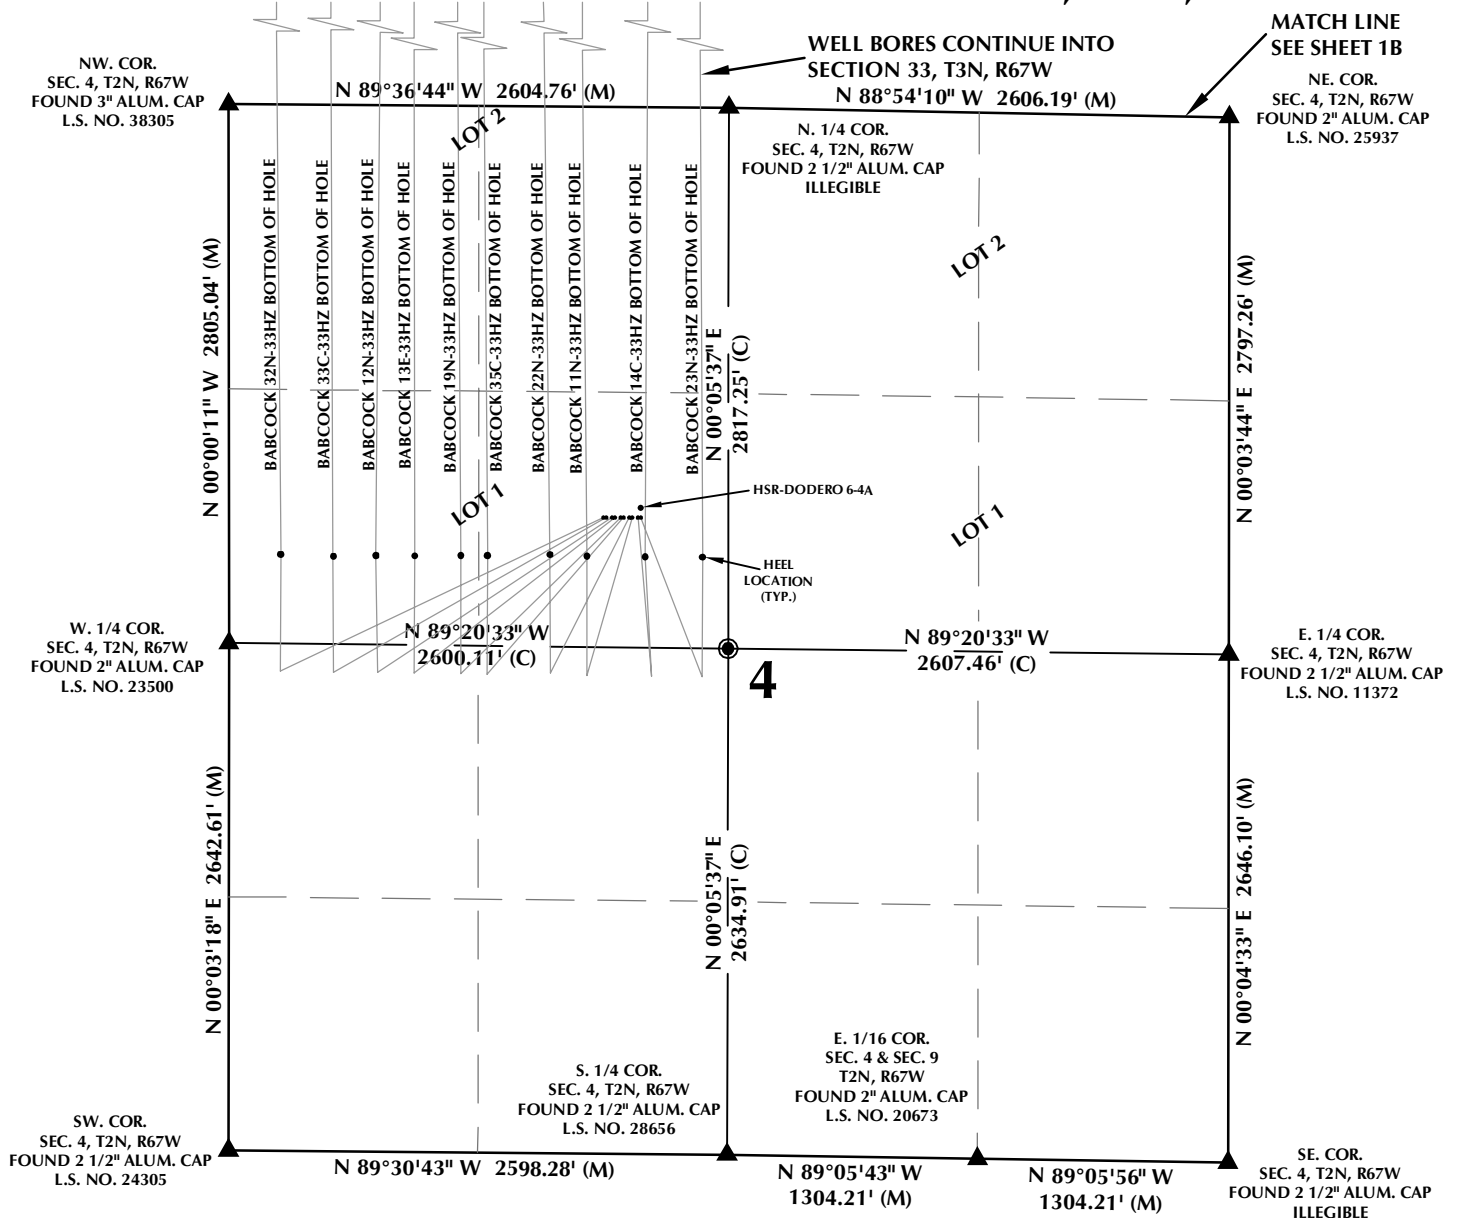 MATCH LINE
SEE SHEET 1B
WELL BORES CONTINUE INTO
SECTION 33, T3N, R67W
NW. COR.
SEC. 4, T2N, R67W
FOUND 3" ALUM. CAP
L.S. NO. 38305
N 89°36'44" W 2604.76' (M)
N 88°54'10" W 2606.19' (M)
NE. COR.
SEC. 4, T2N, R67W
FOUND 2" ALUM. CAP
L.S. NO. 25937
N. 1/4 COR.
SEC. 4, T2N, R67W
FOUND 2 1/2" ALUM. CAP
ILLEGIBLE
LOT 2
LOT 2
BABCOCK 32N-33HZ BOTTOM OF HOLE
BABCOCK 33C-33HZ BOTTOM OF HOLE
BABCOCK 12N-33HZ BOTTOM OF HOLE
BABCOCK 13E-33HZ BOTTOM OF HOLE
BABCOCK 19N-33HZ BOTTOM OF HOLE
BABCOCK 35C-33HZ BOTTOM OF HOLE
BABCOCK 22N-33HZ BOTTOM OF HOLE
BABCOCK 11N-33HZ BOTTOM OF HOLE
BABCOCK 14C-33HZ BOTTOM OF HOLE
BABCOCK 23N-33HZ BOTTOM OF HOLE
N 00°00'11" W 2805.04' (M)
N 00°05'37" E
2817.25' (C)
N 00°03'44" E 2797.26' (M)
LOT 1
LOT 1
HSR-DODERO 6-4A
HEEL
LOCATION
(TYP.)
W. 1/4 COR.
SEC. 4, T2N, R67W
FOUND 2" ALUM. CAP
L.S. NO. 23500
N 89°20'33" W
2600.11' (C)
N 89°20'33" W
2607.46' (C)
E. 1/4 COR.
SEC. 4, T2N, R67W
FOUND 2 1/2" ALUM. CAP
L.S. NO. 11372
4
N 00°03'18" E 2642.61' (M)
N 00°05'37" E
2634.91' (C)
N 00°04'33" E 2646.10' (M)
S. 1/4 COR.
SEC. 4, T2N, R67W
FOUND 2 1/2" ALUM. CAP
L.S. NO. 28656
E. 1/16 COR.
SEC. 4 & SEC. 9
T2N, R67W
FOUND 2" ALUM. CAP
L.S. NO. 20673
SW. COR.
SEC. 4, T2N, R67W
FOUND 2 1/2" ALUM. CAP
L.S. NO. 24305
N 89°30'43" W 2598.28' (M)
N 89°05'43" W
1304.21' (M)
N 89°05'56" W
1304.21' (M)
SE. COR.
SEC. 4, T2N, R67W
FOUND 2 1/2" ALUM. CAP
ILLEGIBLE